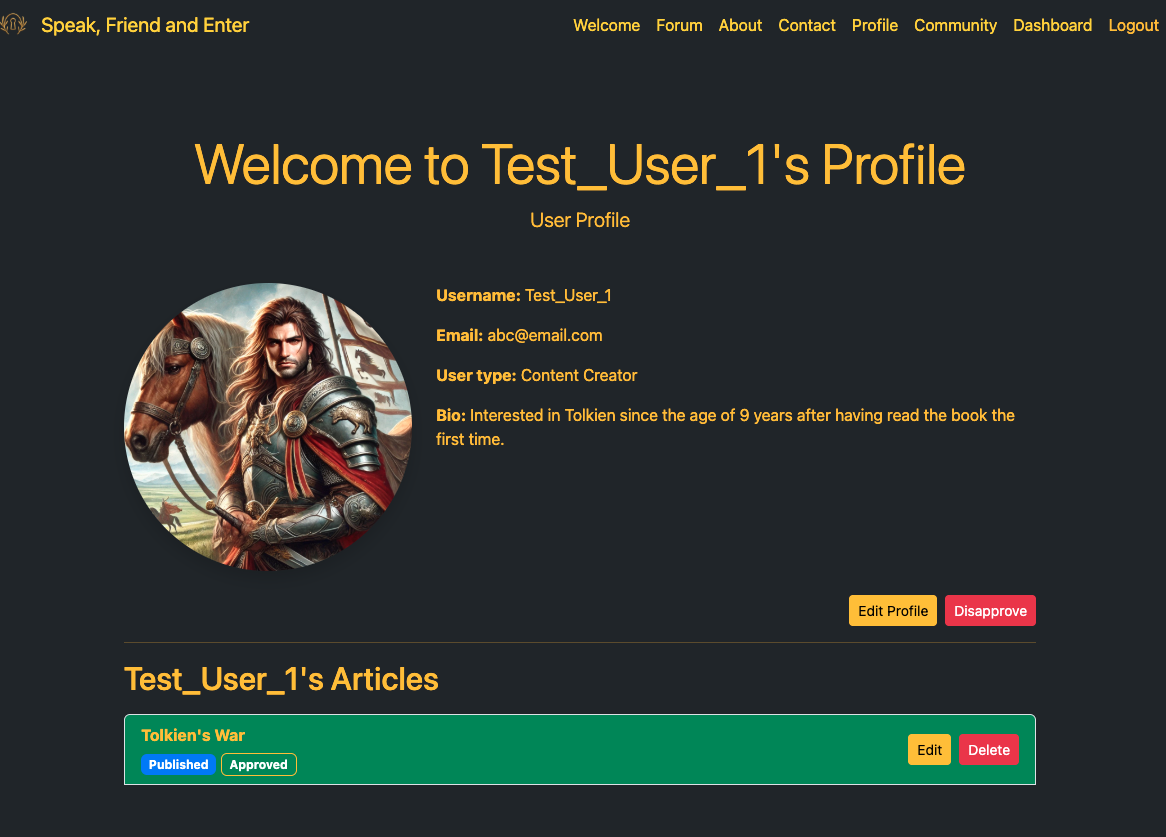 Speak, Friend and Enter
Welcome Forum About Contact Profile Community Dashboard Logout
Welcome to Test_User_1's Profile
User Profile
Username: Test_User_1
Email: abc@email.com
User type: Content Creator
Bio: Interested in Tolkien since the age of 9 years after having read the book the
first time.
Edit Profile Disapprove
Test_User_1's Articles
Tolkien's War
Published Approved
Edit Delete